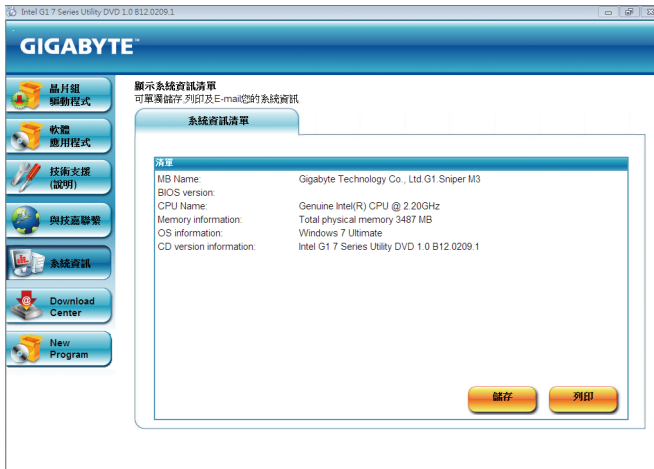 Intel G1 7 Series Utility DVD 1.0 B12.0209.1
GIGABYTE™
晶片組
驅動程式
軟體
應用程式
技術支援
(說明)
與技嘉聯繫
系統資訊
Download
Center
New
Program
顯示系統資訊清單
可單選儲存,列印及E-mail您的系統資訊
系統資訊清單
清單
MB Name: Gigabyte Technology Co., Ltd.G1.Sniper M3
BIOS version:
CPU Name: Genuine Intel(R) CPU @ 2.20GHz
Memory information: Total physical memory 3487 MB
OS information: Windows 7 Ultimate
CD version information: Intel G1 7 Series Utility DVD 1.0 B12.0209.1
儲存 列印